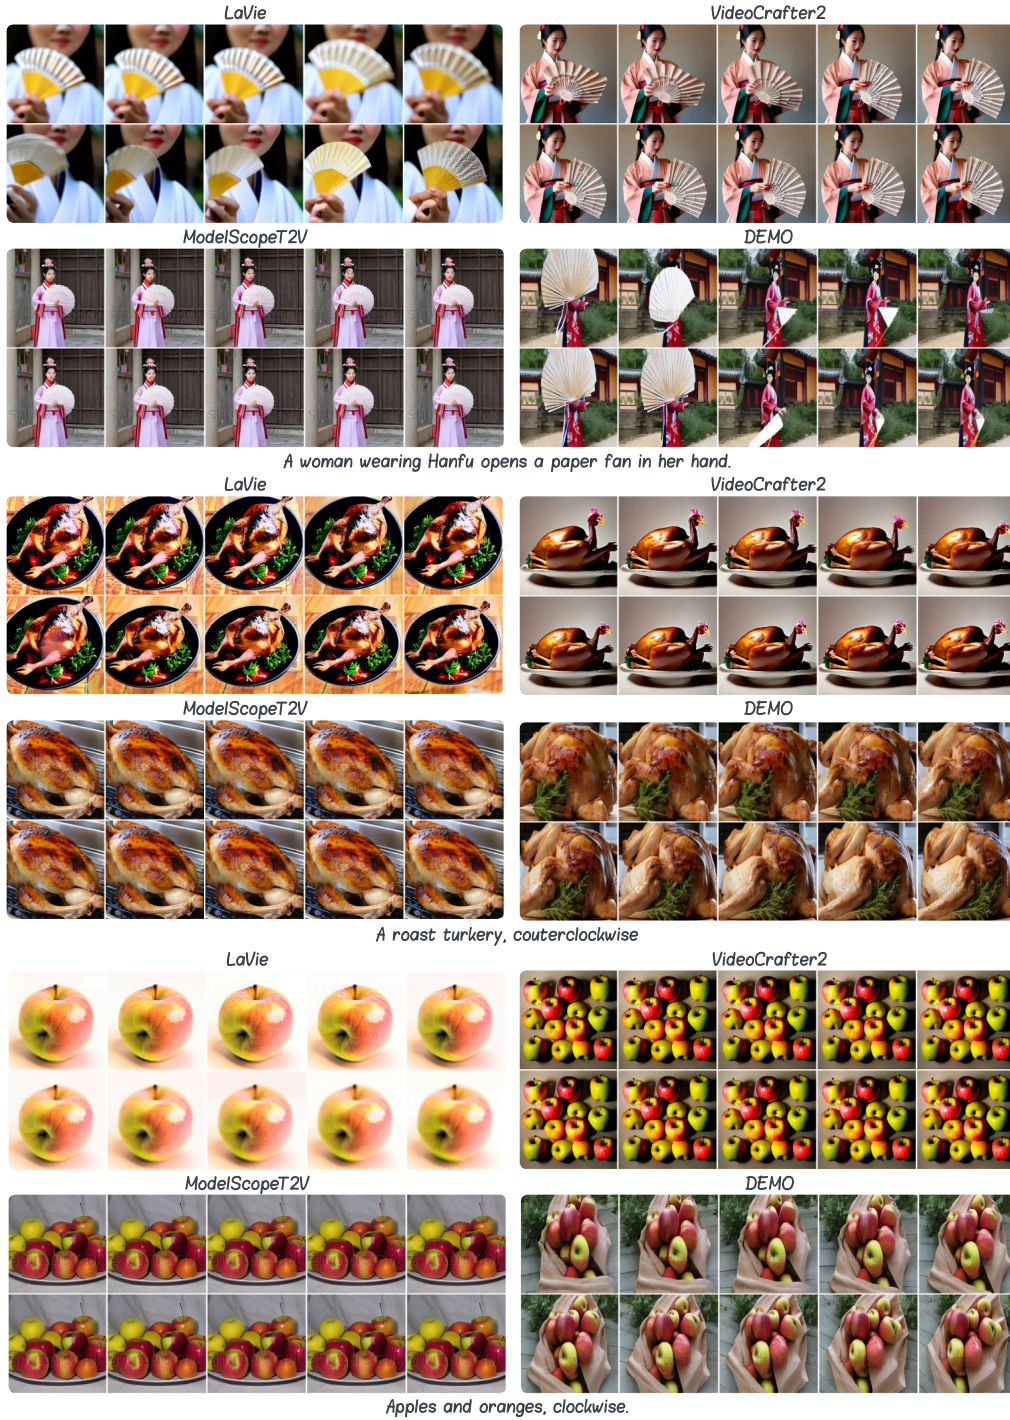 LaVie
VideoCrafter2
ModelScopeT2V
DEMO
A woman wearing Hanfu opens a paper fan in her hand.
LaVie
VideoCrafter2
ModelScopeT2V
DEMO
A roast turkery, couterclockwise
LaVie
VideoCrafter2
ModelScopeT2V
DEMO
Apples and oranges, clockwise.